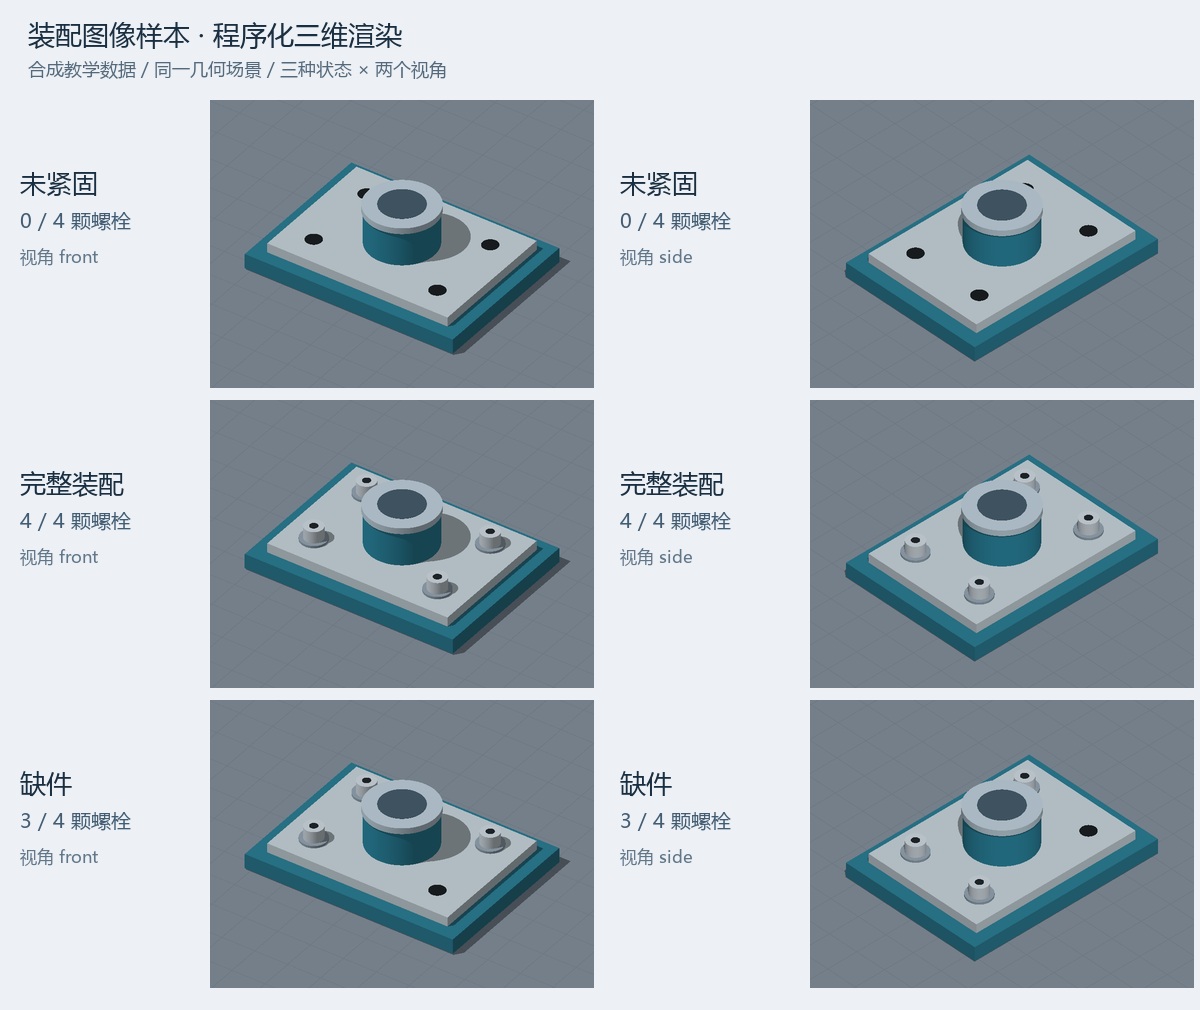 装配图像样本 · 程序化三维渲染
合成教学数据 / 同一几何场景 / 三种状态 × 两个视角
未紧固
0 / 4 颗螺栓
视角 front
未紧固
0 / 4 颗螺栓
视角 side
完整装配
4 / 4 颗螺栓
视角 front
完整装配
4 / 4 颗螺栓
视角 side
缺件
3 / 4 颗螺栓
视角 front
缺件
3 / 4 颗螺栓
视角 side